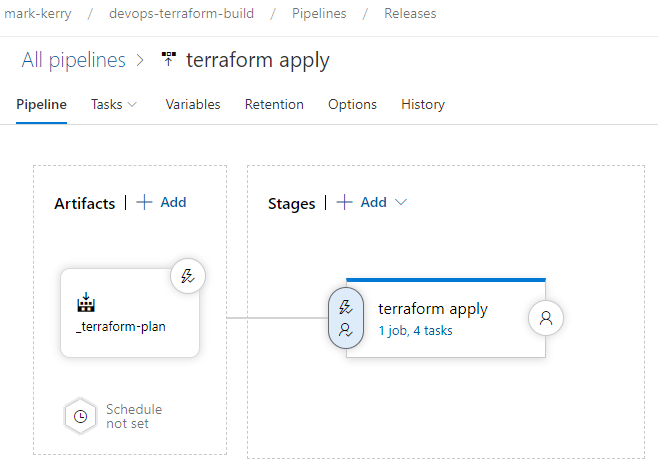 mark-kerry / devops-terraform-build / Pipelines / Releases
All pipelines > terraform apply
Pipeline Tasks Variables Retention Options History
Artifacts | + Add
Stages | + Add
_terraform-plan
terraform apply
1 job, 4 tasks
Schedule
not set